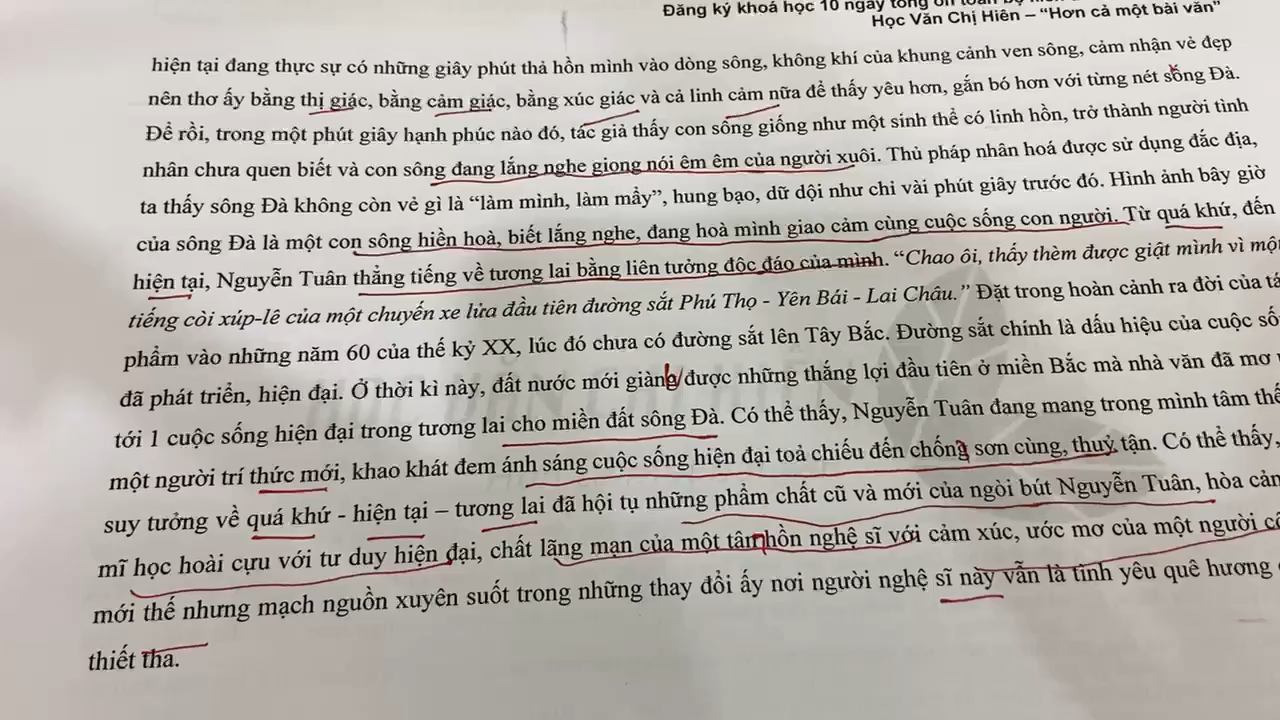 Đăng ký khoá học 10 ngày tổng ôn toàn bộ
Học Văn Chị Hiên – “Hơn cả một bài văn”
hiện tại đang thực sự có những giây phút thả hồn mình vào dòng sông, không khí của khung cảnh ven sông, cảm nhận vẻ đẹp
nên thơ ấy bằng thị giác, bằng cảm giác, bằng xúc giác và cả linh cảm nữa để thấy yêu hơn, gắn bó hơn với từng nét sông Đà.
Để rồi, trong một phút giây hạnh phúc nào đó, tác giả thấy con sông giống như một sinh thể có linh hồn, trở thành người tình
nhân chưa quen biết và con sông đang lắng nghe giọng nói êm êm của người xuôi. Thủ pháp nhân hoá được sử dụng đắc địa,
ta thấy sông Đà không còn vẻ gì là “làm mình, làm mẩy”, hung bạo, dữ dội như chỉ vài phút giây trước đó. Hình ảnh bây giờ
của sông Đà là một con sông hiền hoà, biết lắng nghe, đang hoà mình giao cảm cùng cuộc sống con người. Từ quá khứ, đến
hiện tại, Nguyễn Tuân thẳng tiếng về tương lai bằng liên tưởng độc đáo của mình. “Chao ôi, thấy thèm được giật mình vì một
tiếng còi xúp-lê của một chuyến xe lửa đầu tiên đường sắt Phú Thọ - Yên Bái - Lai Châu.” Đặt trong hoàn cảnh ra đời của
phẩm vào những năm 60 của thế kỷ XX, lúc đó chưa có đường sắt lên Tây Bắc. Đường sắt chính là dấu hiệu của cuộc
đã phát triển, hiện đại. Ở thời kì này, đất nước mới giành được những thắng lợi đầu tiên ở miền Bắc mà nhà văn đã mơ
tới 1 cuộc sống hiện đại trong tương lai cho miền đất sông Đà. Có thể thấy, Nguyễn Tuân đang mang trong mình tâm thế
một người trí thức mới, khao khát đem ánh sáng cuộc sống hiện đại toả chiếu đến chốn sơn cùng, thuỷ tận. Có thể thấy,
suy tưởng về quá khứ - hiện tại – tương lai đã hội tụ những phẩm chất cũ và mới của ngòi bút Nguyễn Tuân, hòa cảm
mĩ học hoài cựu với tư duy hiện đại, chất lãng mạn của một tâm hồn nghệ sĩ với cảm xúc, ước mơ của một người
mới thế nhưng mạch nguồn xuyên suốt trong những thay đổi ấy nơi người nghệ sĩ này vẫn là tình yêu quê hương
thiết tha.